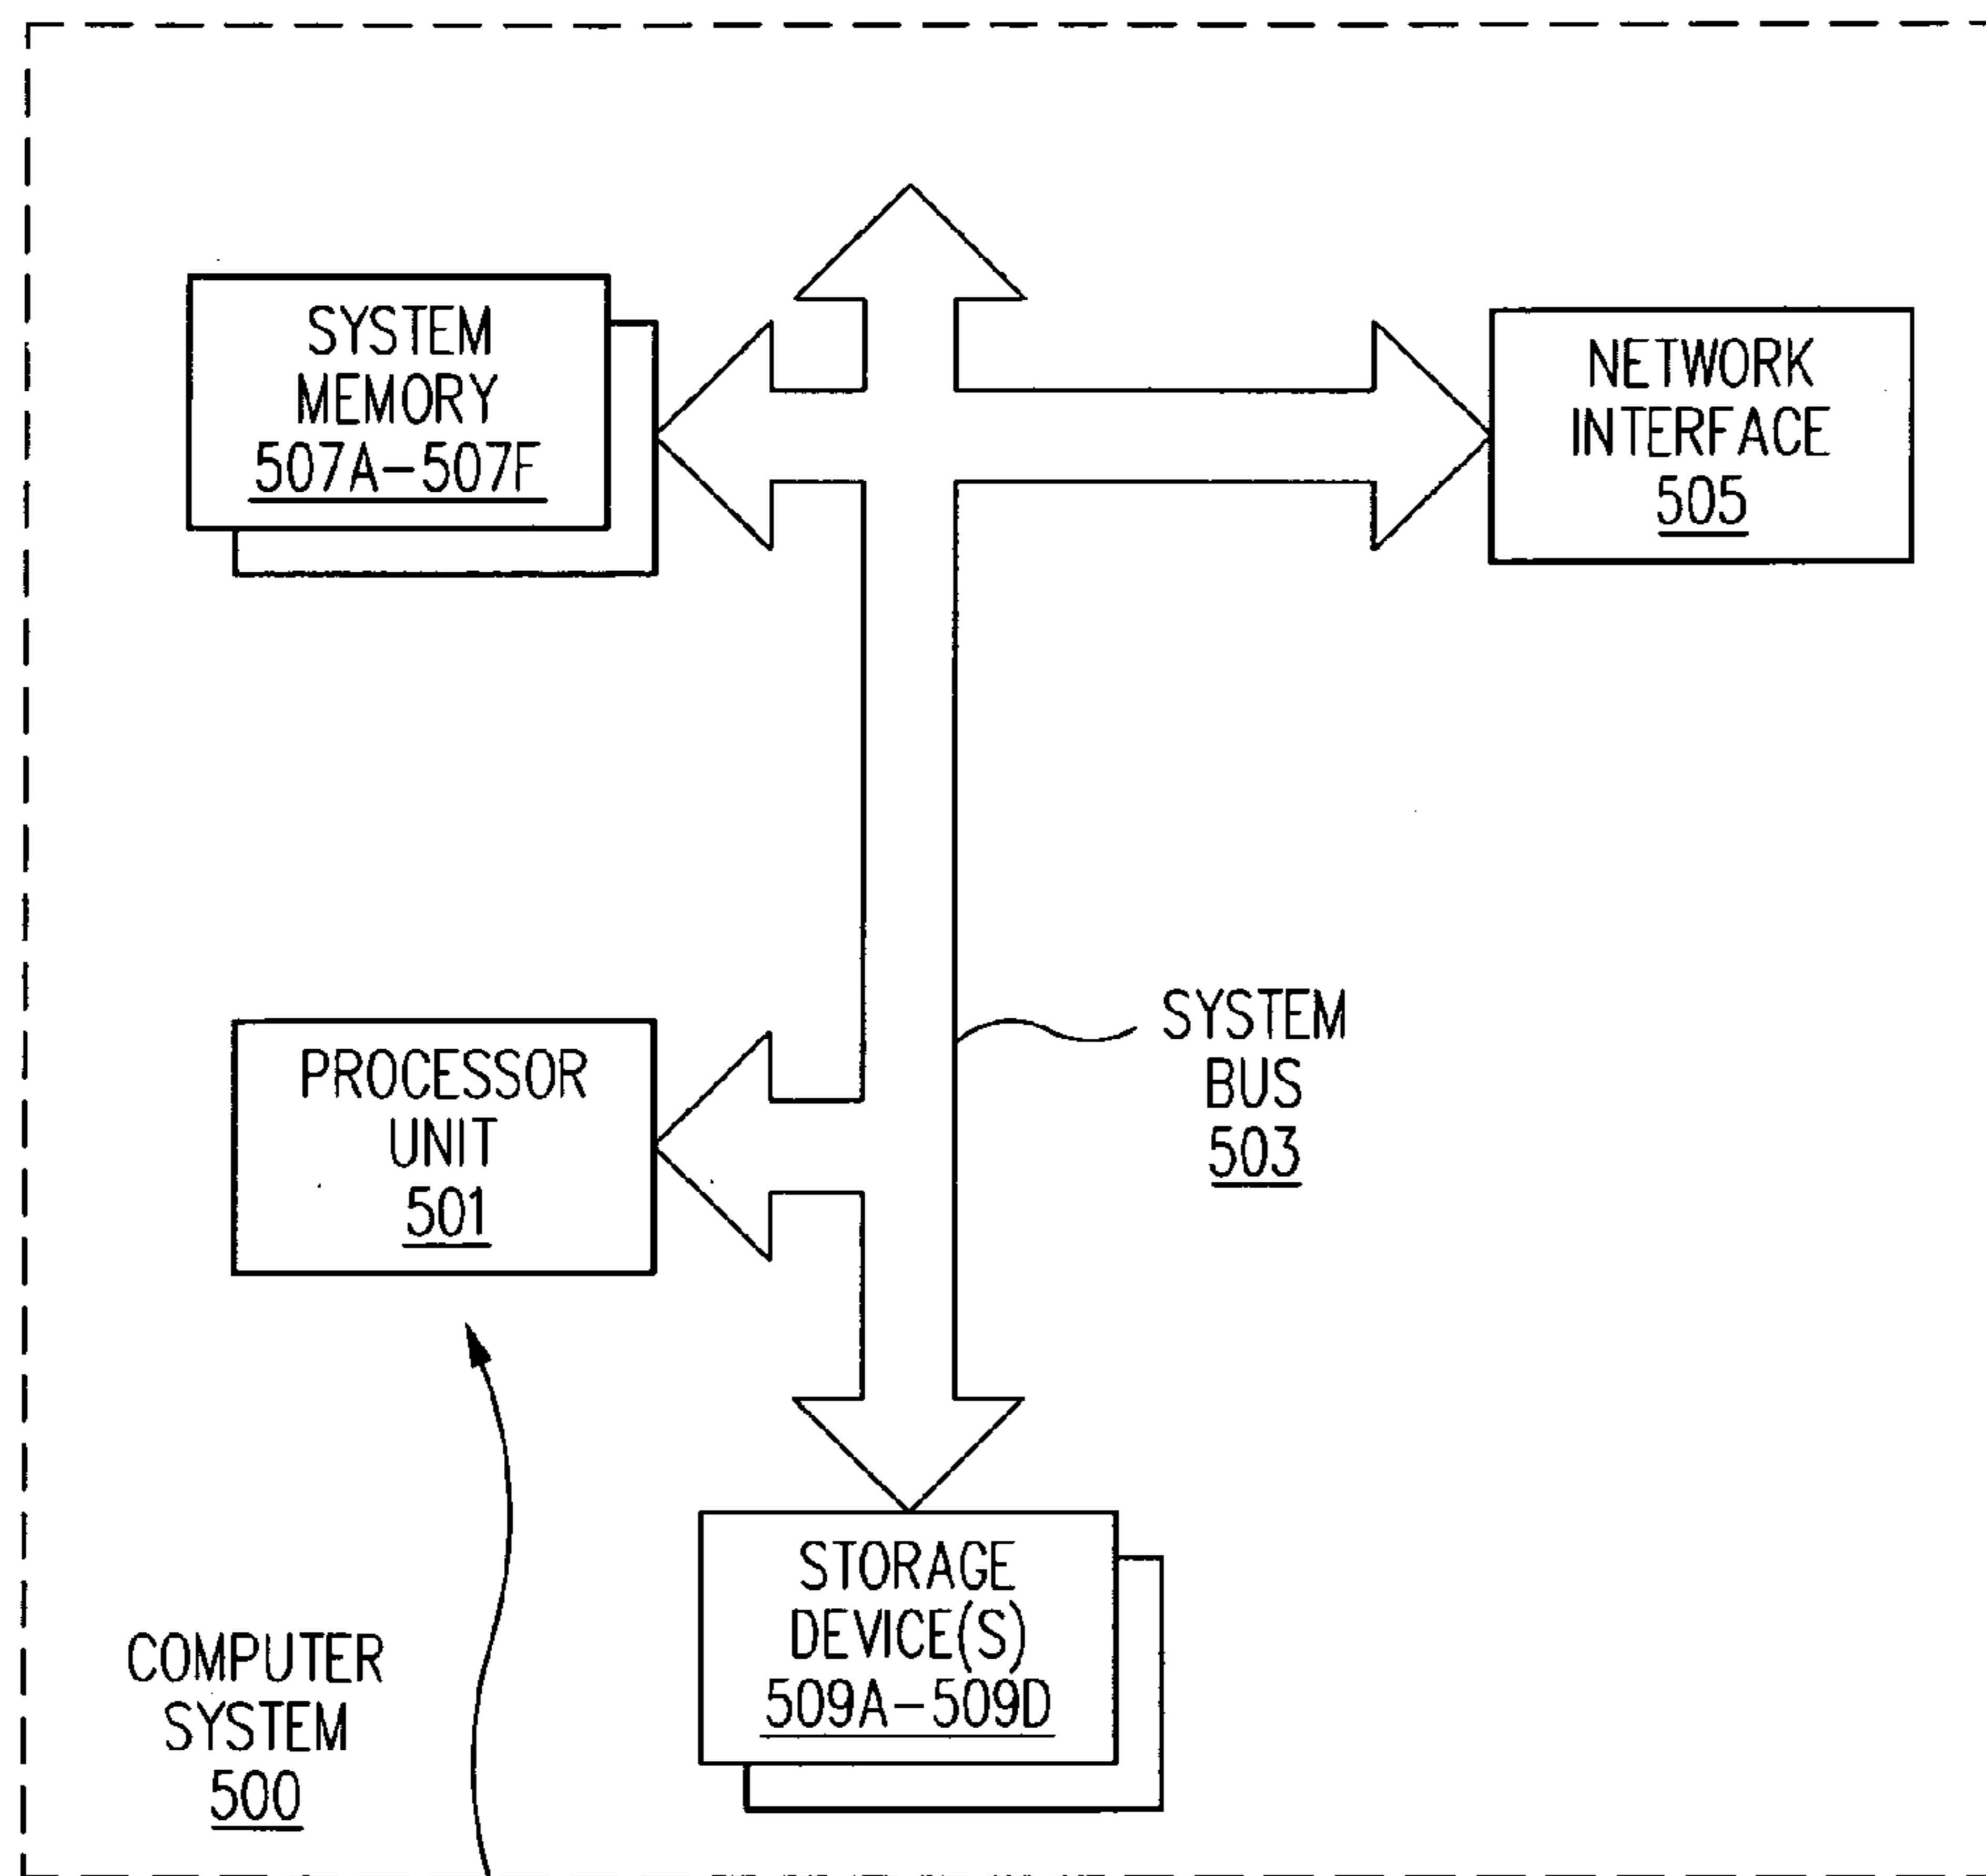 SYSTEM
MEMORY
507A-507F
NETWORK
INTERFACE
505
PROCESSOR
UNIT
501
SYSTEM
BUS
503
STORAGE
DEVICE(S)
509A-509D
COMPUTER
SYSTEM
500